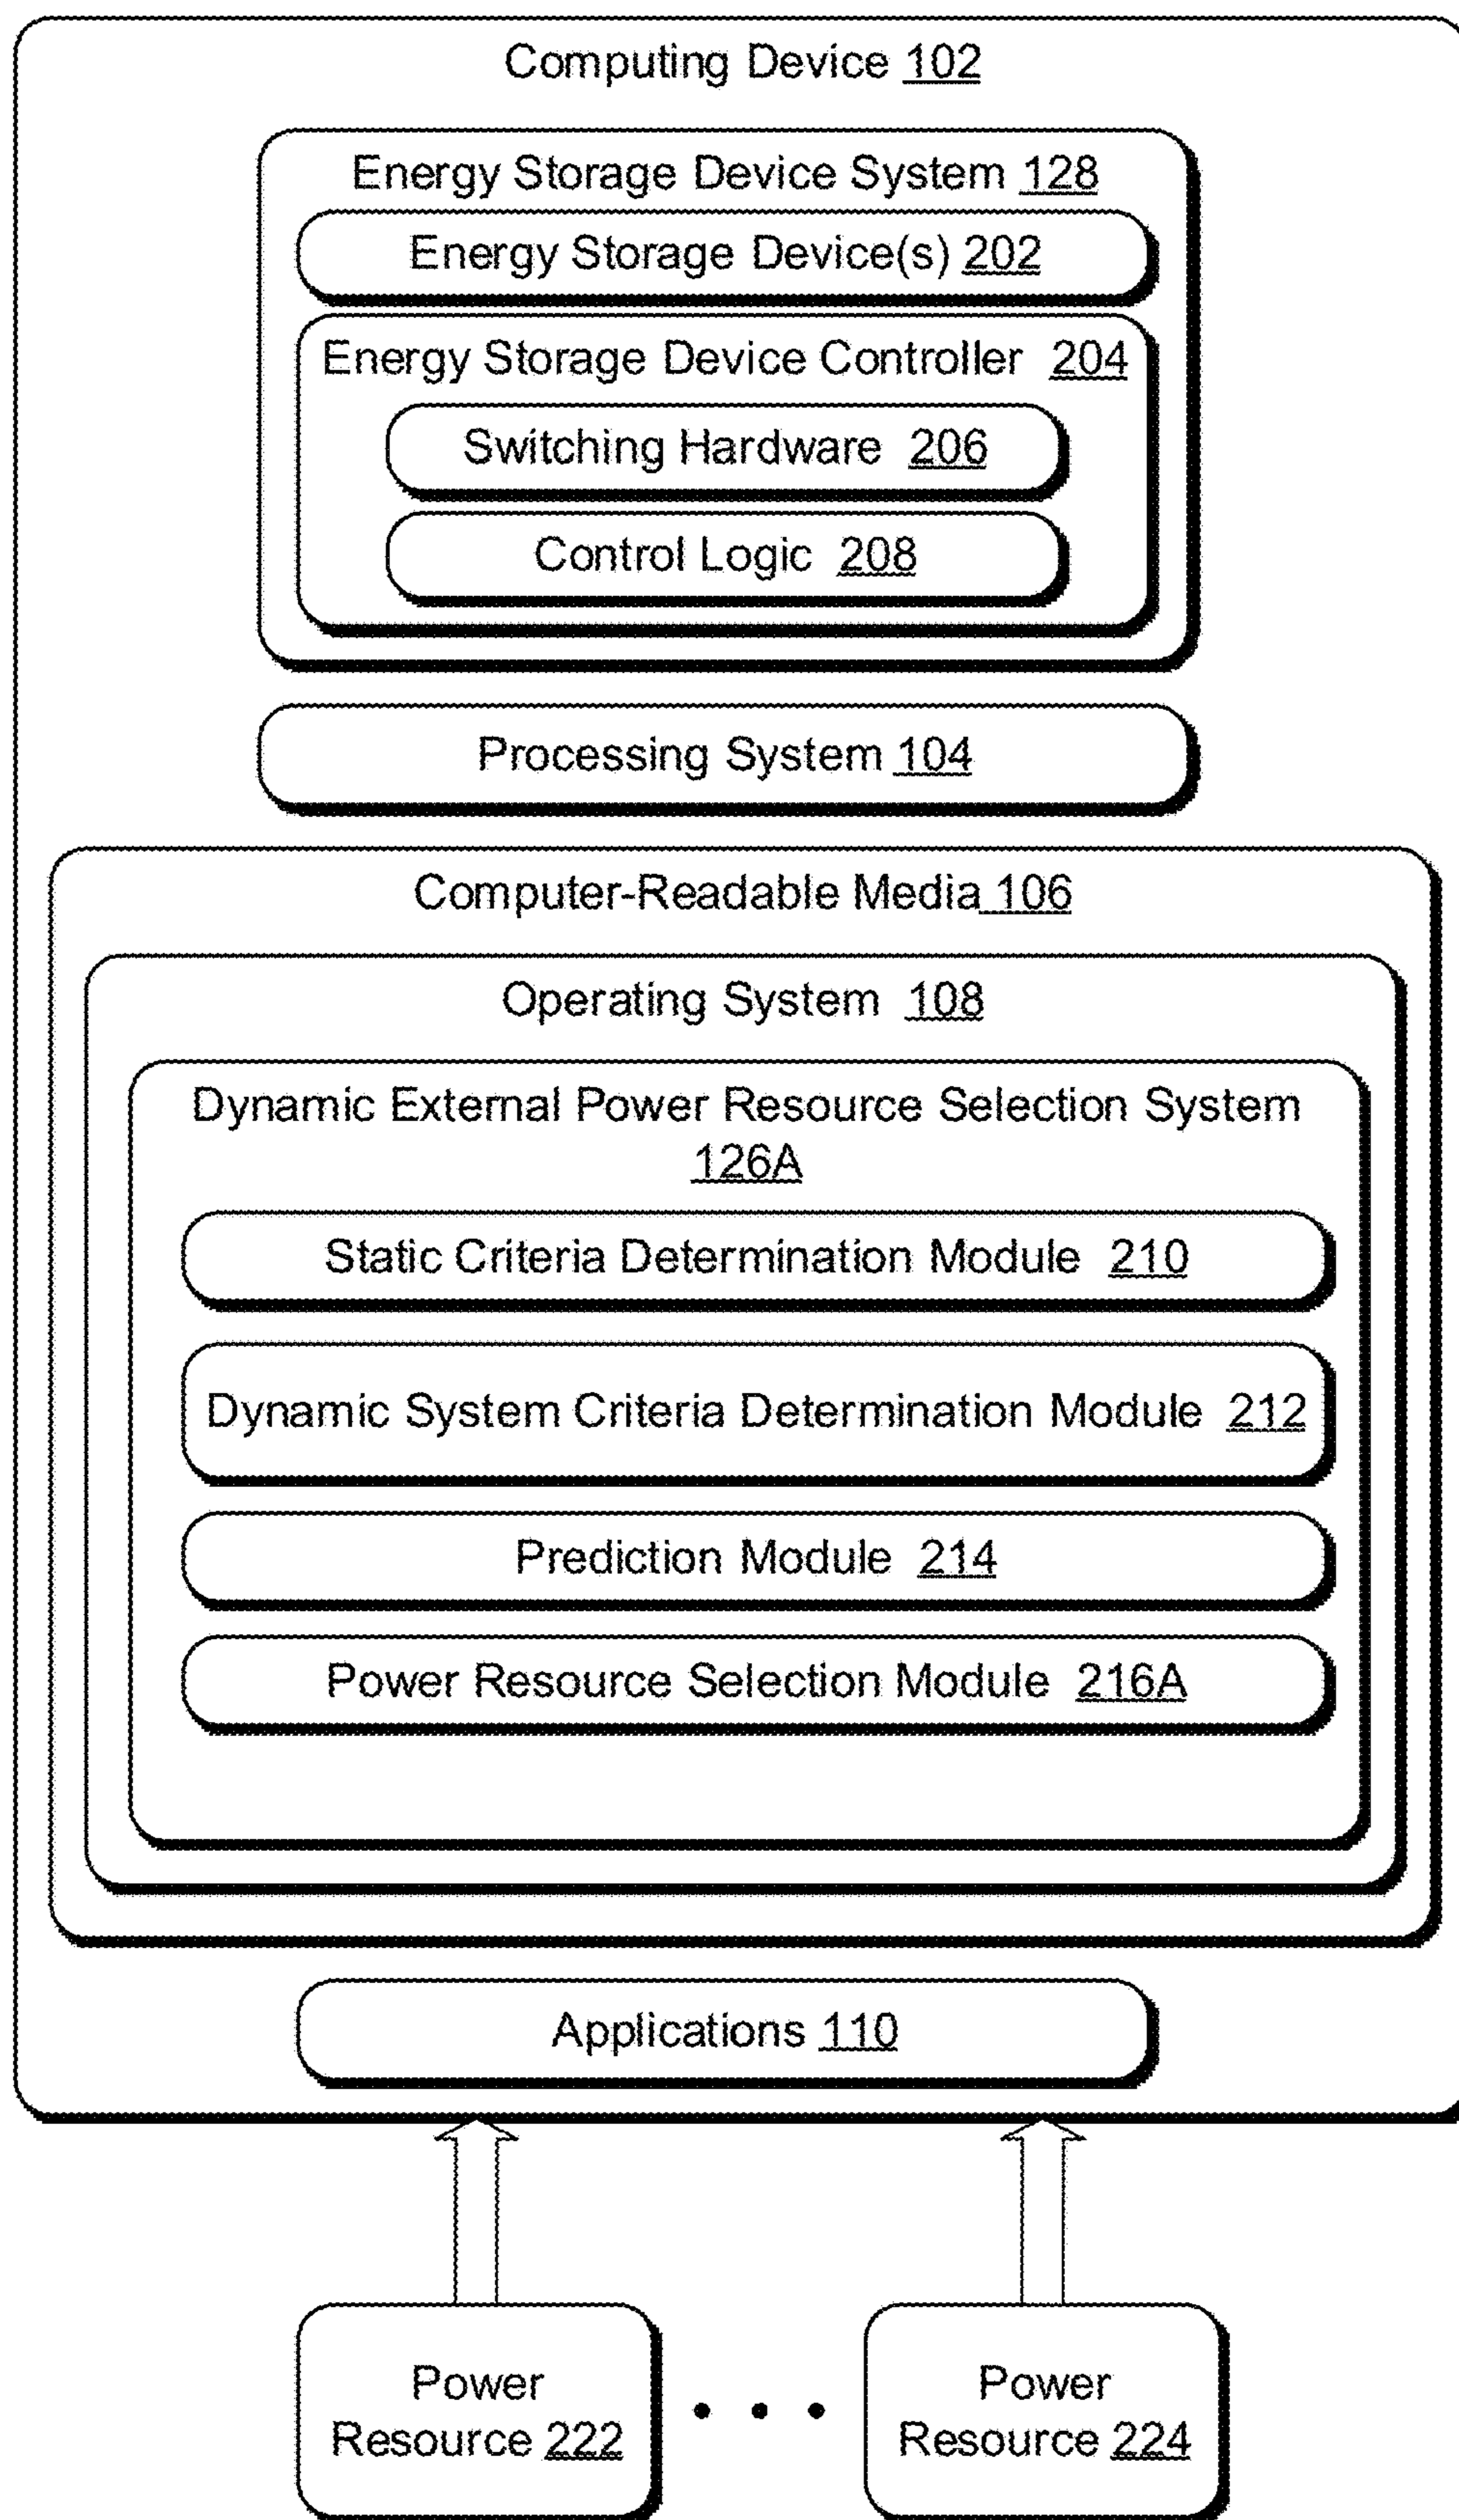 Computing Device 102
Energy Storage Device System 128
Energy Storage Device(s) 202
Energy Storage Device Controller 204
Switching Hardware 206
Control Logic 208
Processing System 104
Computer-Readable Media 106
Operating System 108
Dynamic External Power Resource Selection System
126A
Static Criteria Determination Module 210
Dynamic System Criteria Determination Module 212
Prediction Module 214
Power Resource Selection Module 216A
Applications 110
Power
Resource 222
• • •
Power
Resource 224